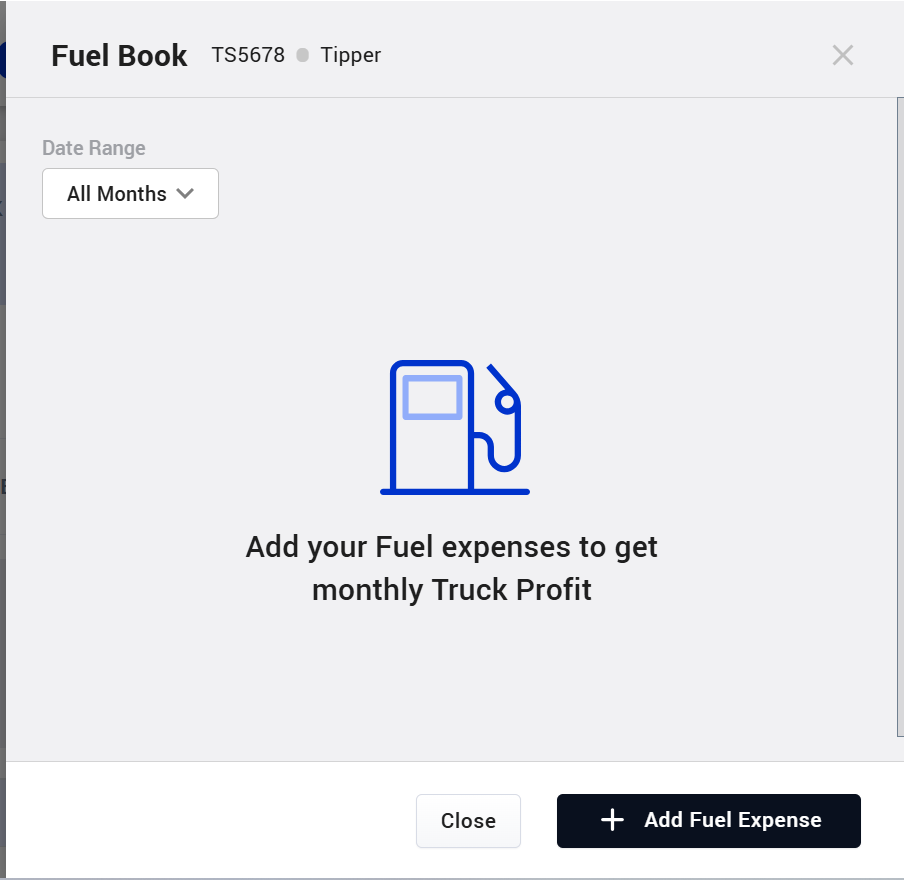 Fuel Book TS5678 Tipper
Date Range
All Months
Add your Fuel expenses to get
monthly Truck Profit
Close
Add Fuel Expense